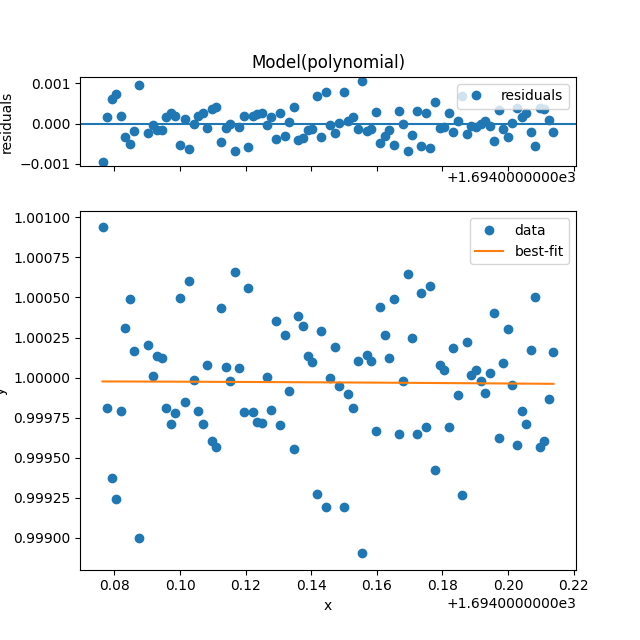 Model(polynomial)
residuals
0.001
0.000
−0.001
residuals
+1.6940000000e3
1.00100
1.00075
1.00050
1.00025
1.00000
0.99975
0.99950
0.99925
0.99900
y
data
best-fit
0.08 0.10 0.12 0.14 0.16 0.18 0.20 0.22
x
+1.6940000000e3